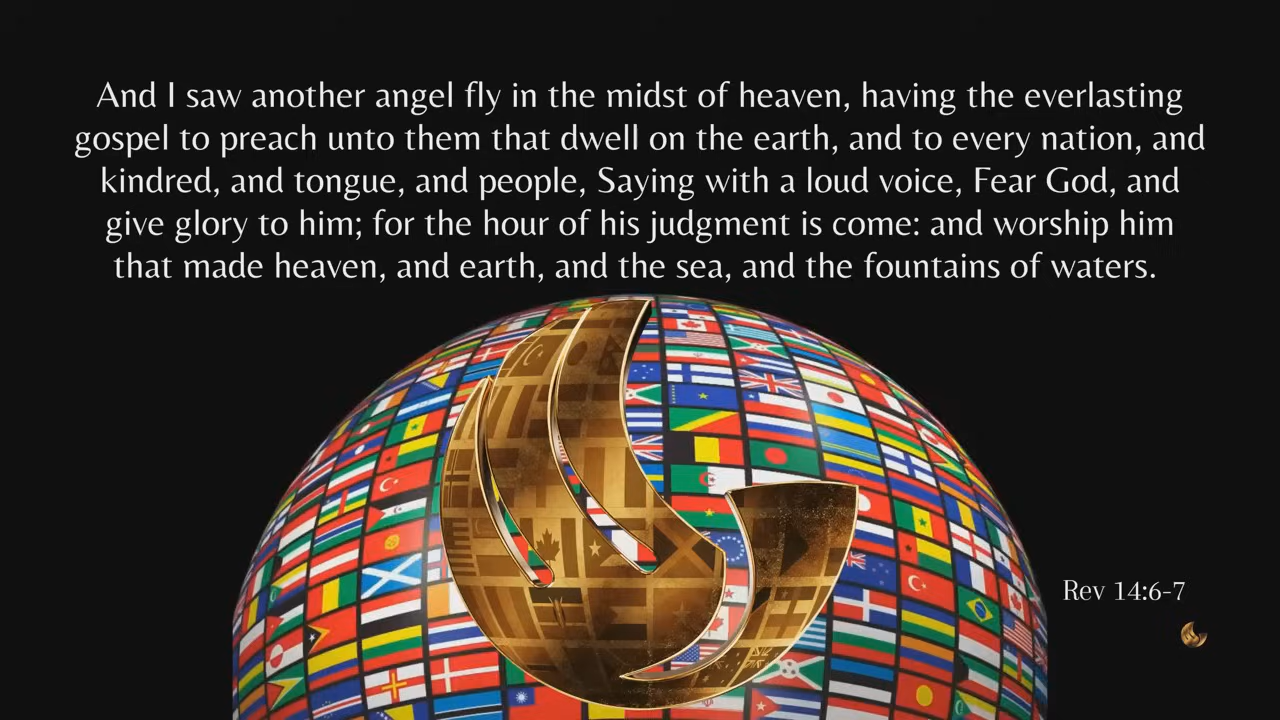 And I saw another angel fly in the midst of heaven, having the everlasting
gospel to preach unto them that dwell on the earth, and to every nation, and
kindred, and tongue, and people, Saying with a loud voice, Fear God, and
give glory to him; for the hour of his judgment is come: and worship him
that made heaven, and earth, and the sea, and the fountains of waters.
Rev 14:6-7